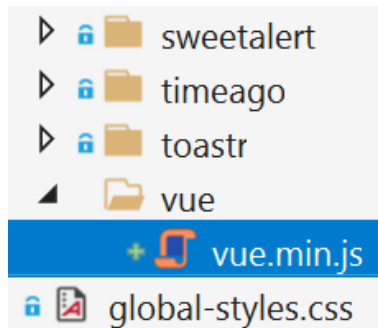 sweetalert
timeago
toastr
vue
vue.min.js
global-styles.css